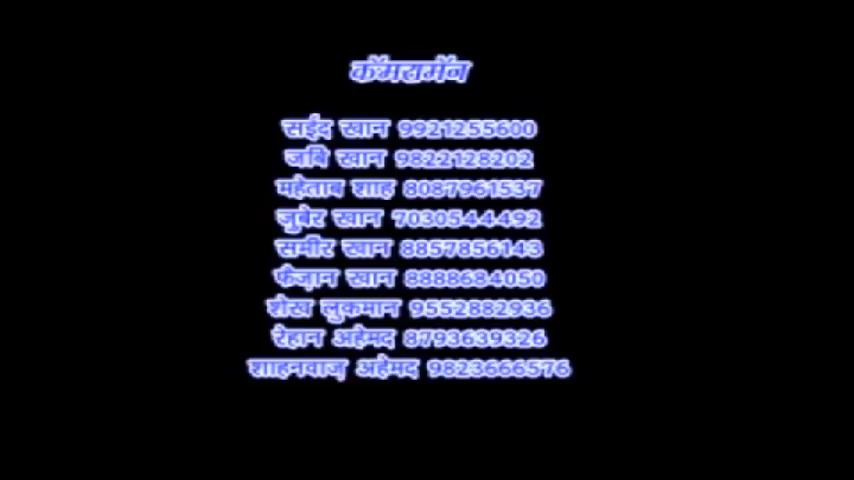 कॅमरामॅन
सईद खान 9921255600
जबि खान 9822128202
महेताब शाह 8087961537
जुबेर खान 7030544492
समीर खान 8857856143
फैज़ान खान 8888684050
शेख लुकमान 9552882936
रेहान अहेमद 8793639326
शाहनवाज़ अहेमद 9823666576